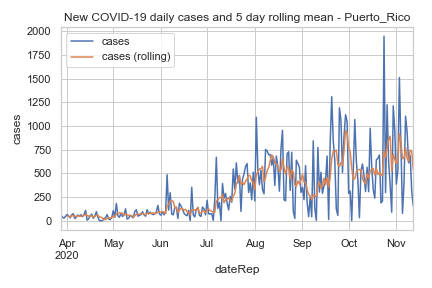 New COVID-19 daily cases and 5 day rolling mean - Puerto_Rico
cases
cases (rolling)
2000
1750
1500
1250
1000
750
500
250
0
cases
Apr May Jun Jul Aug Sep Oct Nov
2020
dateRep